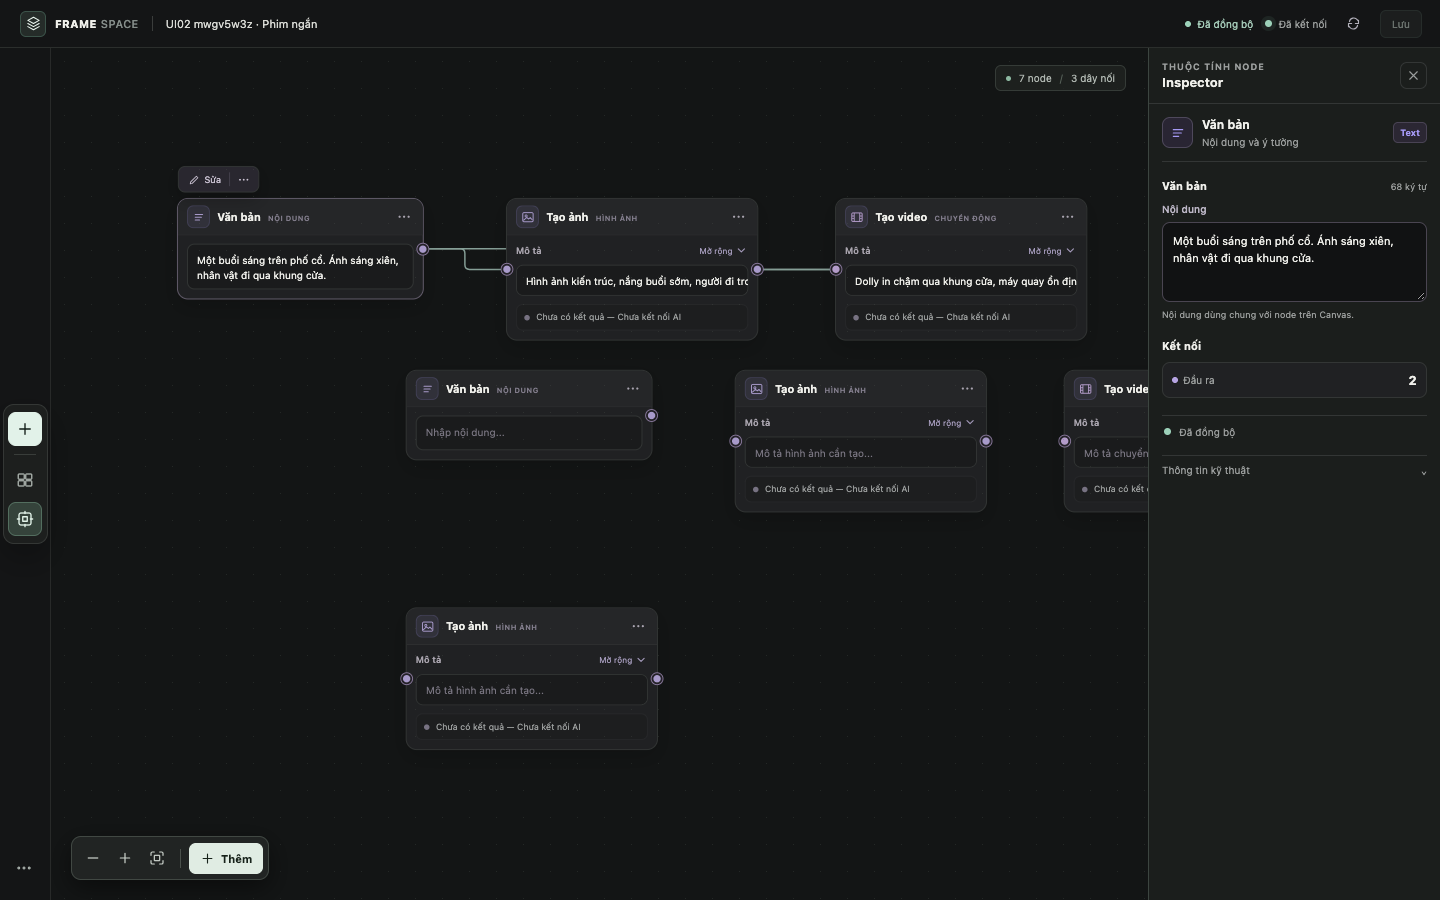 FRAME SPACE
UI02 mwgv5w3z · Phim ngắn
Đã đồng bộ
Đã kết nối
Lưu
7 node / 3 dây nối
THUỘC TÍNH NODE
Inspector
Văn bản
Nội dung và ý tưởng
Text
Văn bản
68 ký tự
Nội dung
Một buổi sáng trên phố cổ. Ánh sáng xiên,
nhân vật đi qua khung cửa.
Nội dung dùng chung với node trên Canvas.
Kết nối
Đầu ra
2
Đã đồng bộ
Thông tin kỹ thuật
Sửa
Văn bản NỘI DUNG
Một buổi sáng trên phố cổ. Ánh sáng xiên,
nhân vật đi qua khung cửa.
Tạo ảnh HÌNH ẢNH
Mô tả
Mở rộng
Hình ảnh kiến trúc, nắng buổi sớm, người đi tro
Chưa có kết quả — Chưa kết nối AI
Tạo video CHUYỂN ĐỘNG
Mô tả
Mở rộng
Dolly in chậm qua khung cửa, máy quay ổn địn
Chưa có kết quả — Chưa kết nối AI
Văn bản NỘI DUNG
Nhập nội dung...
Tạo ảnh HÌNH ẢNH
Mô tả
Mở rộng
Mô tả hình ảnh cần tạo...
Chưa có kết quả — Chưa kết nối AI
Tạo vide
Mô tả
Mô tả chuyển
Chưa có kết c
Tạo ảnh HÌNH ẢNH
Mô tả
Mở rộng
Mô tả hình ảnh cần tạo...
Chưa có kết quả — Chưa kết nối AI
Thêm